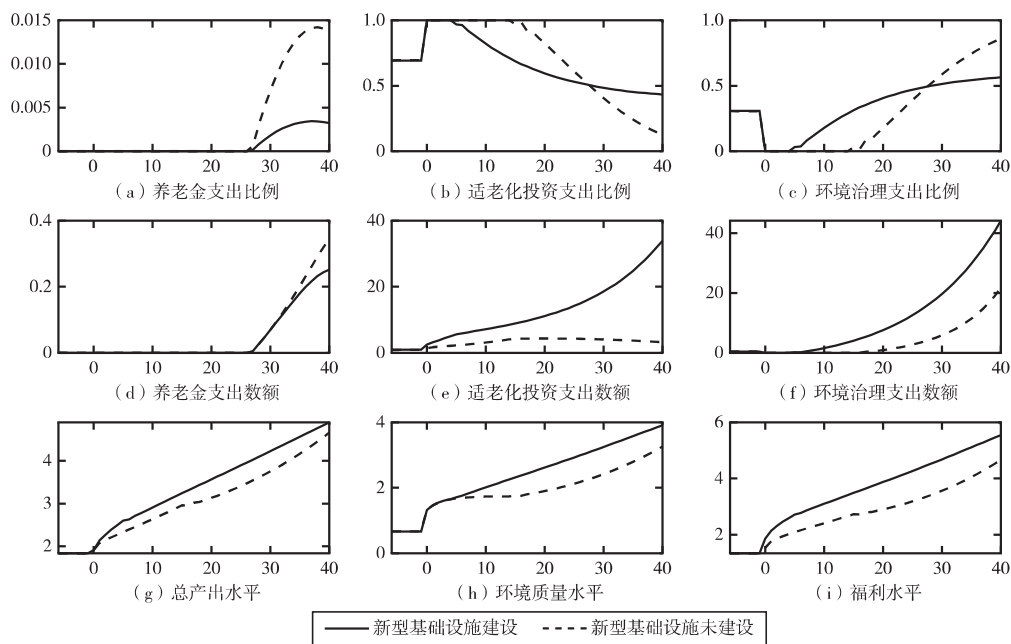 0.015
0.010
0.005
0
0 10 20 30 40
(a)养老金支出比例
1.0
0.5
0
0 10 20 30 40
(b)适老化投资支出比例
1.0
0.5
0
0 10 20 30 40
(c)环境治理支出比例
0.4
0.2
0
0 10 20 30 40
(d)养老金支出数额
40
20
0
0 10 20 30 40
(e)适老化投资支出数额
40
20
0
0 10 20 30 40
(f)环境治理支出数额
4
3
2
0 10 20 30 40
(g)总产出水平
4
2
0
0 10 20 30 40
(h)环境质量水平
6
4
2
0 10 20 30 40
(i)福利水平
新型基础设施建设 新型基础设施未建设